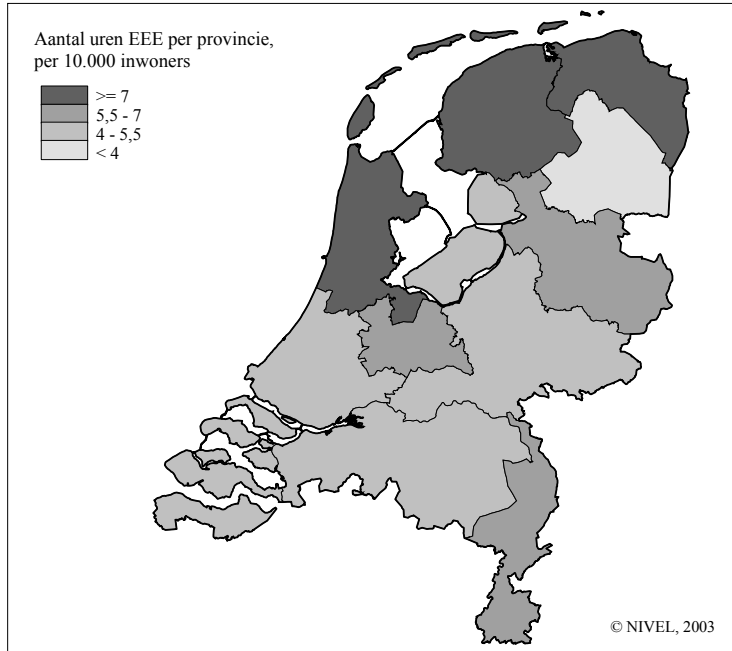 Aantal uren EEE per provincie,
per 10.000 inwoners
>= 7
5,5 - 7
4 - 5,5
< 4
© NIVEL, 2003